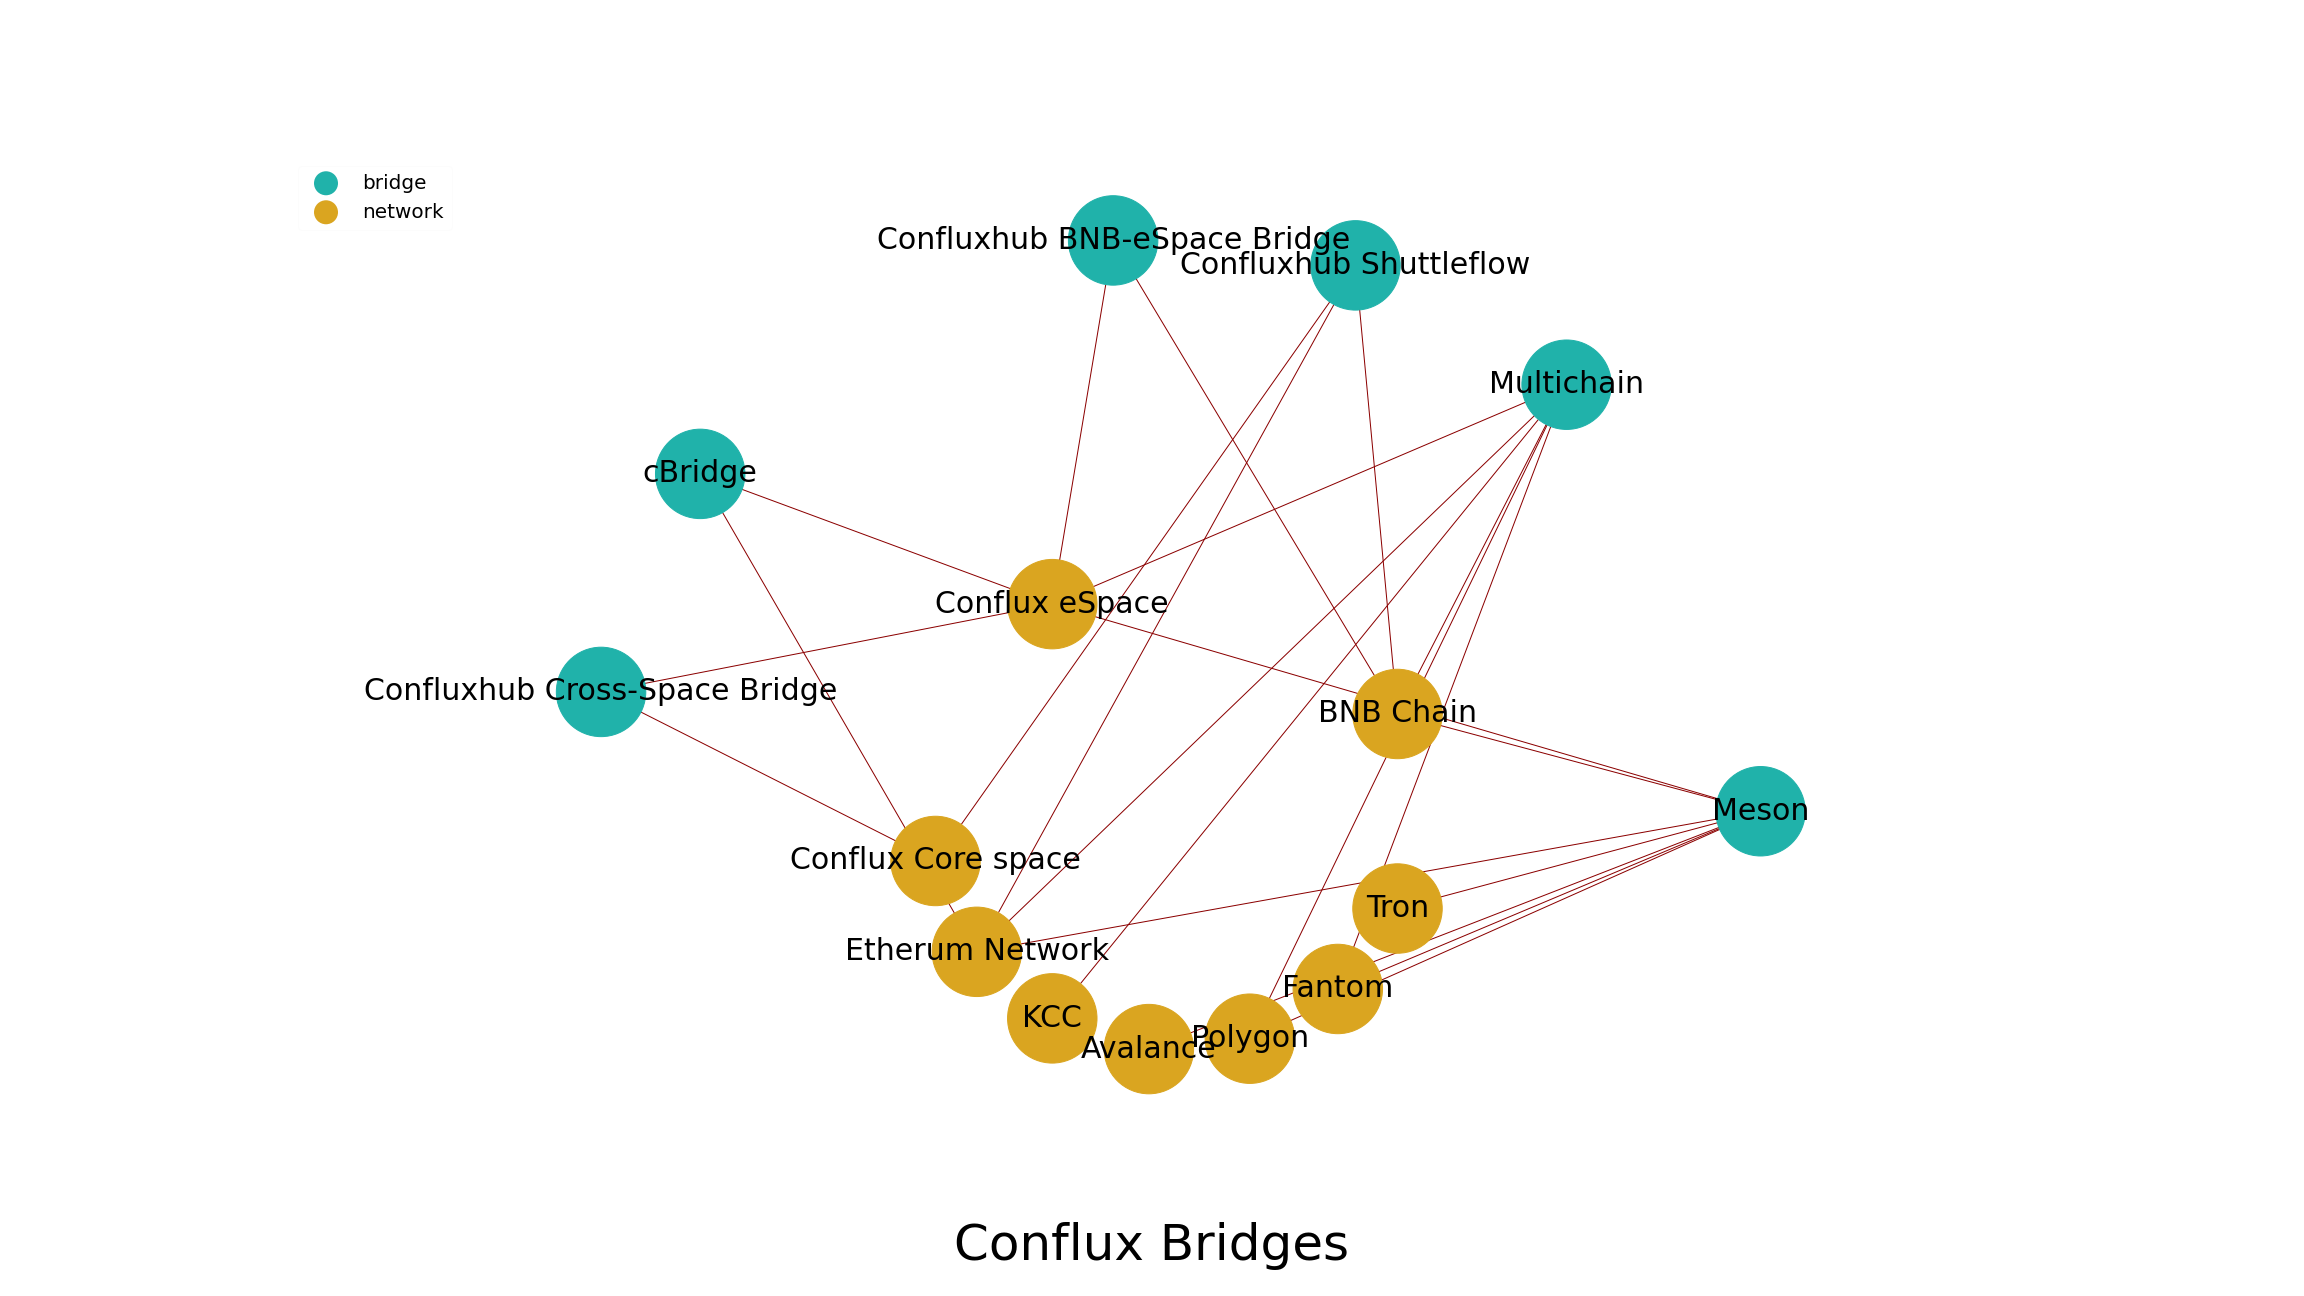 bridge
network
Confluxhub BNB-eSpace Bridge
Confluxhub Shuttleflow
Multichain
cBridge
Conflux eSpace
Confluxhub Cross-Space Bridge
BNB Chain
Meson
Conflux Core space
Tron
Etherum Network
Fantom
KCC
Polygon
Avalance
Conflux Bridges